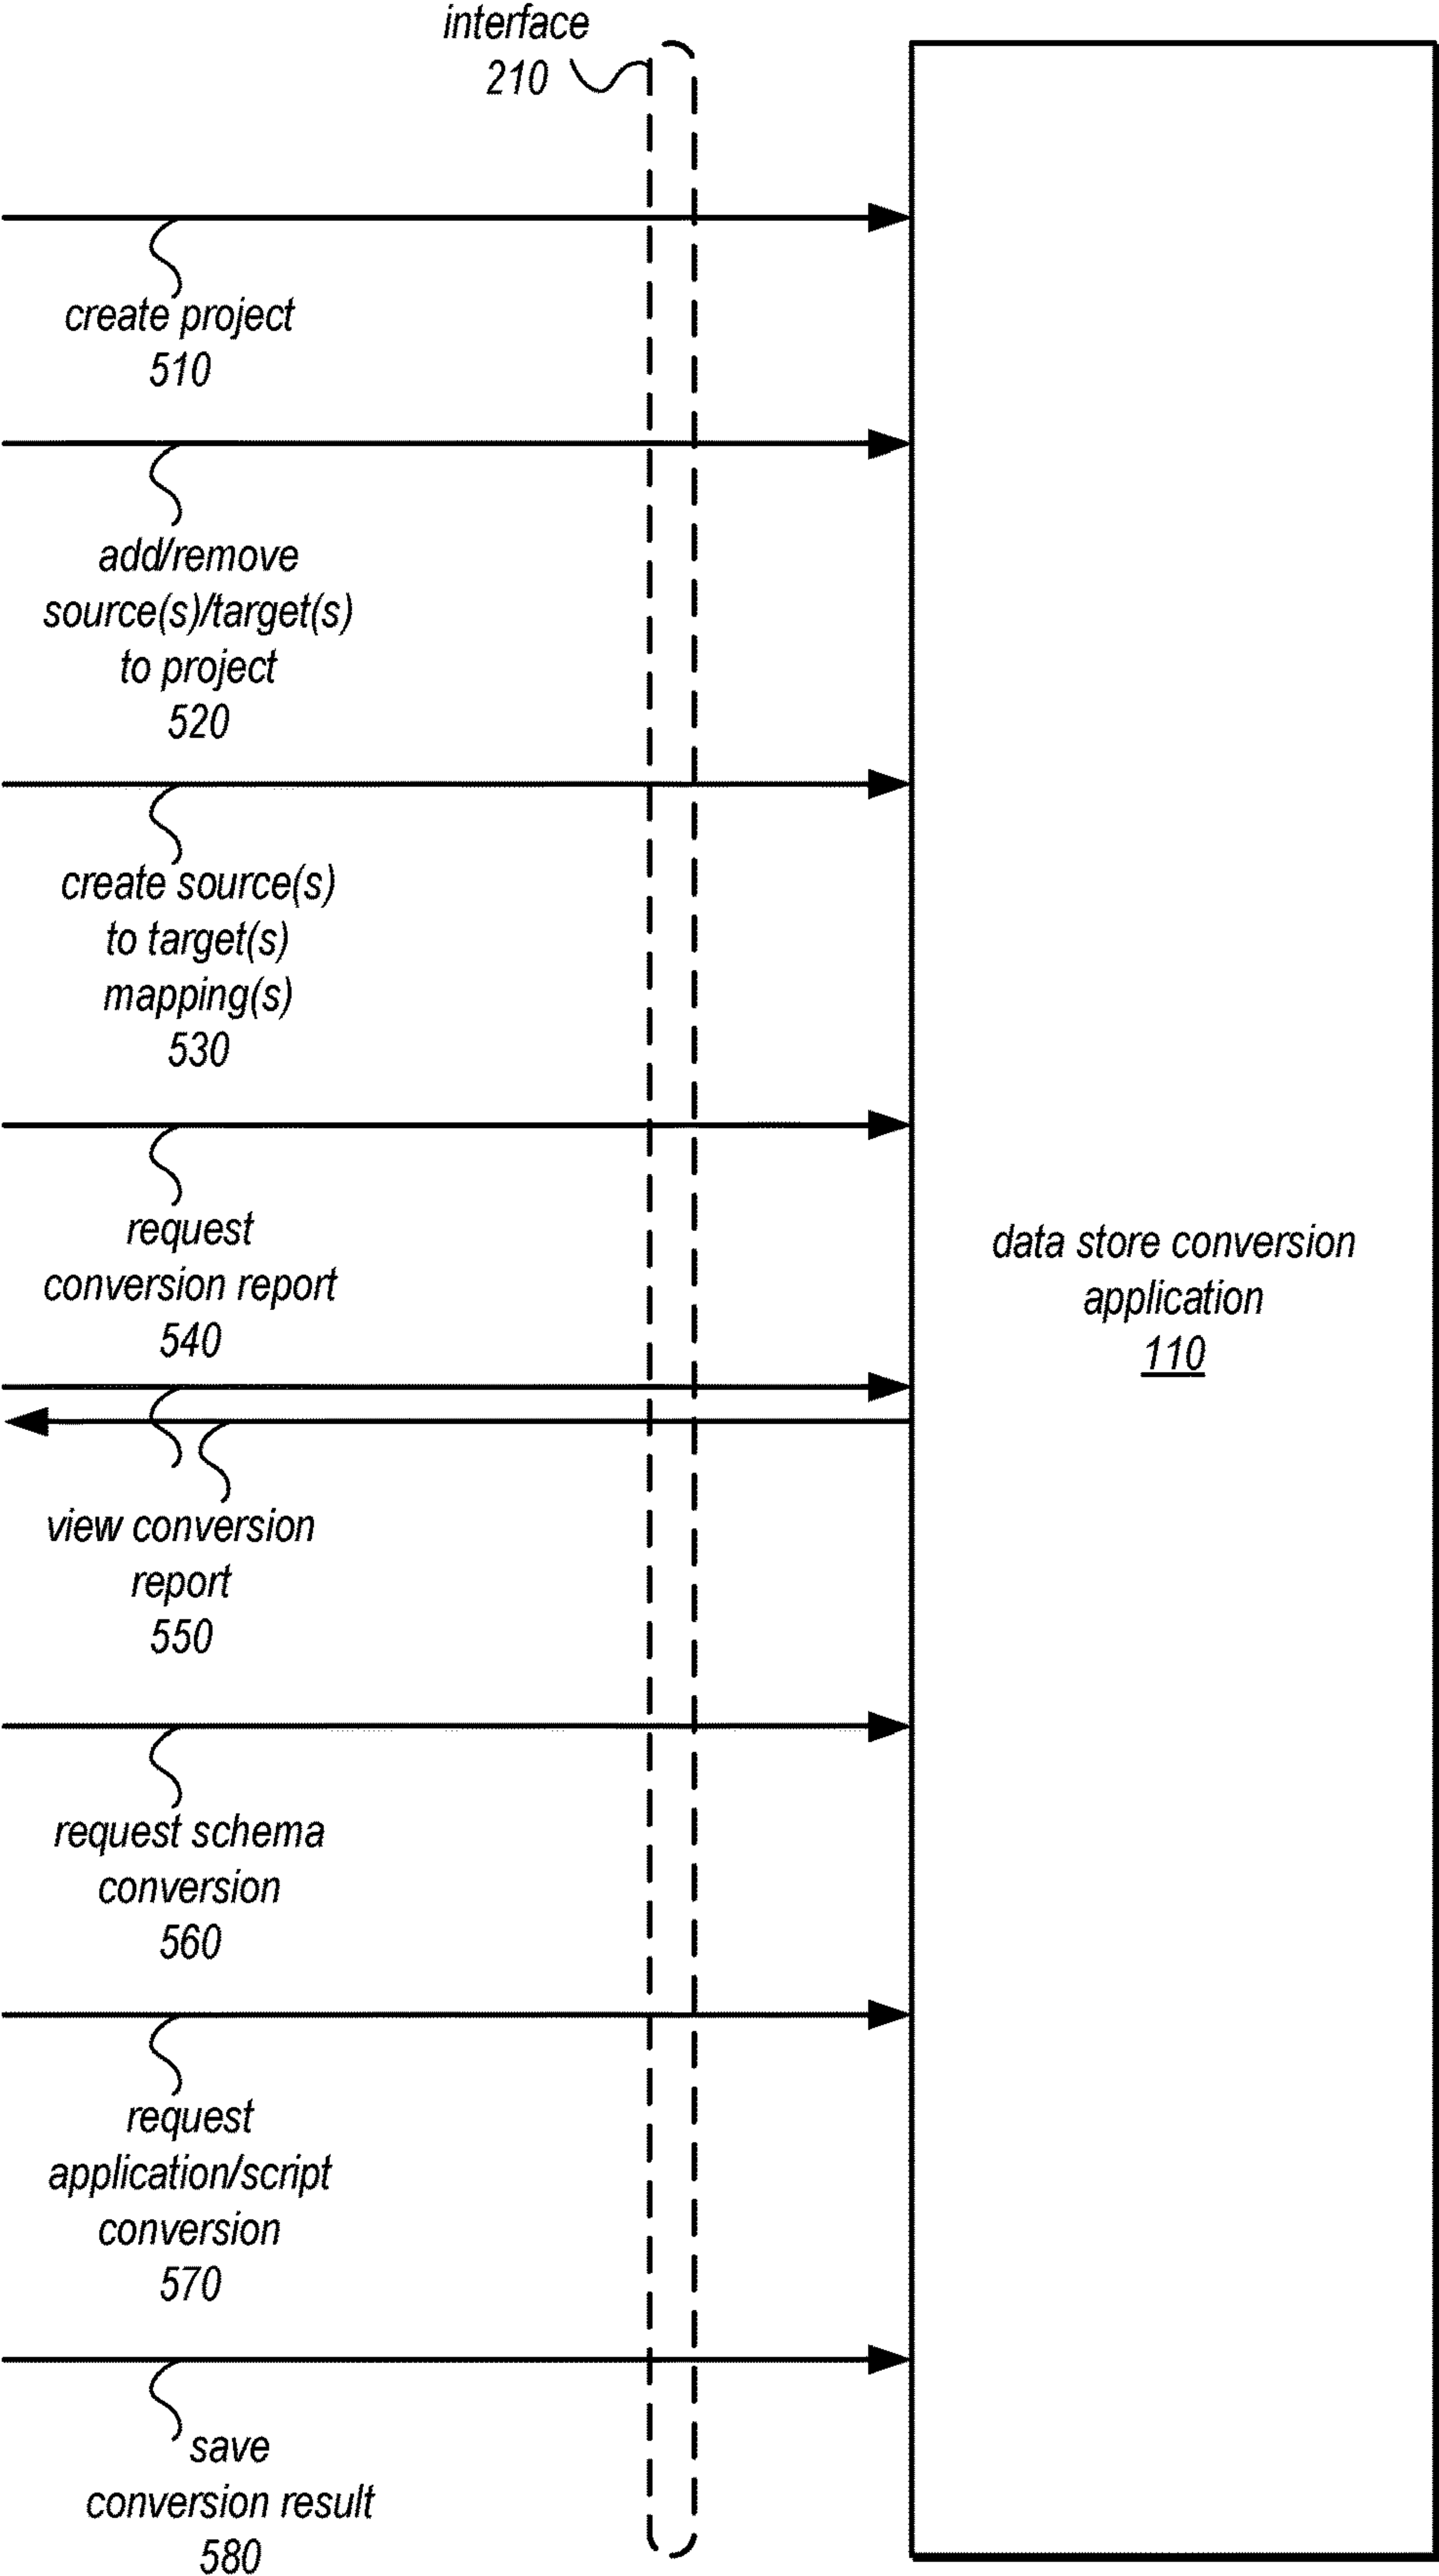 interface
210
create project
510
add/remove
source(s)/target(s)
to project
520
create source(s)
to target(s)
mapping(s)
530
request
conversion report
540
data store conversion
application
110
view conversion
report
550
request schema
conversion
560
request
application/script
conversion
570
save
conversion result
580